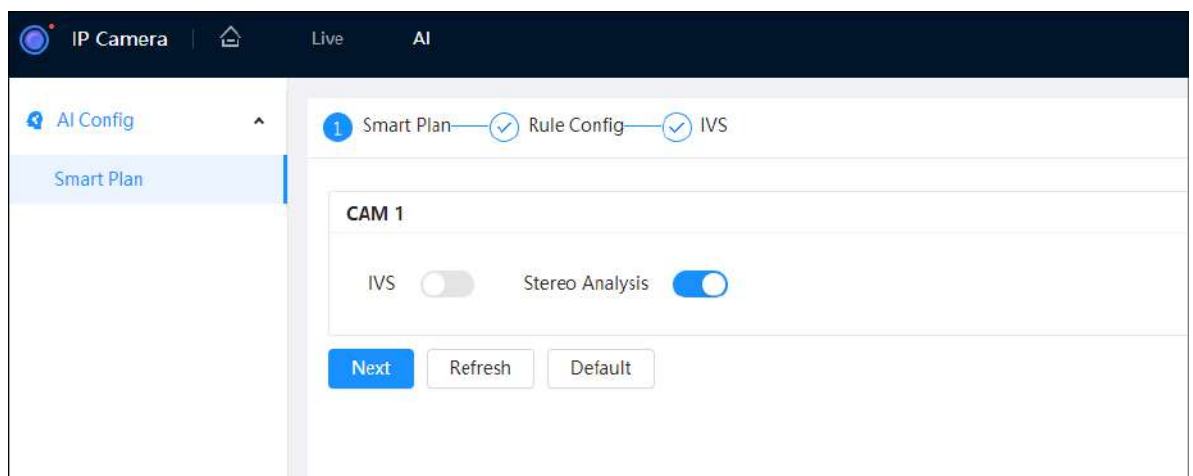 IP Camera Live AI
AI Config
1 Smart Plan Rule Config IVS
Smart Plan
CAM 1
IVS Stereo Analysis
Next Refresh Default